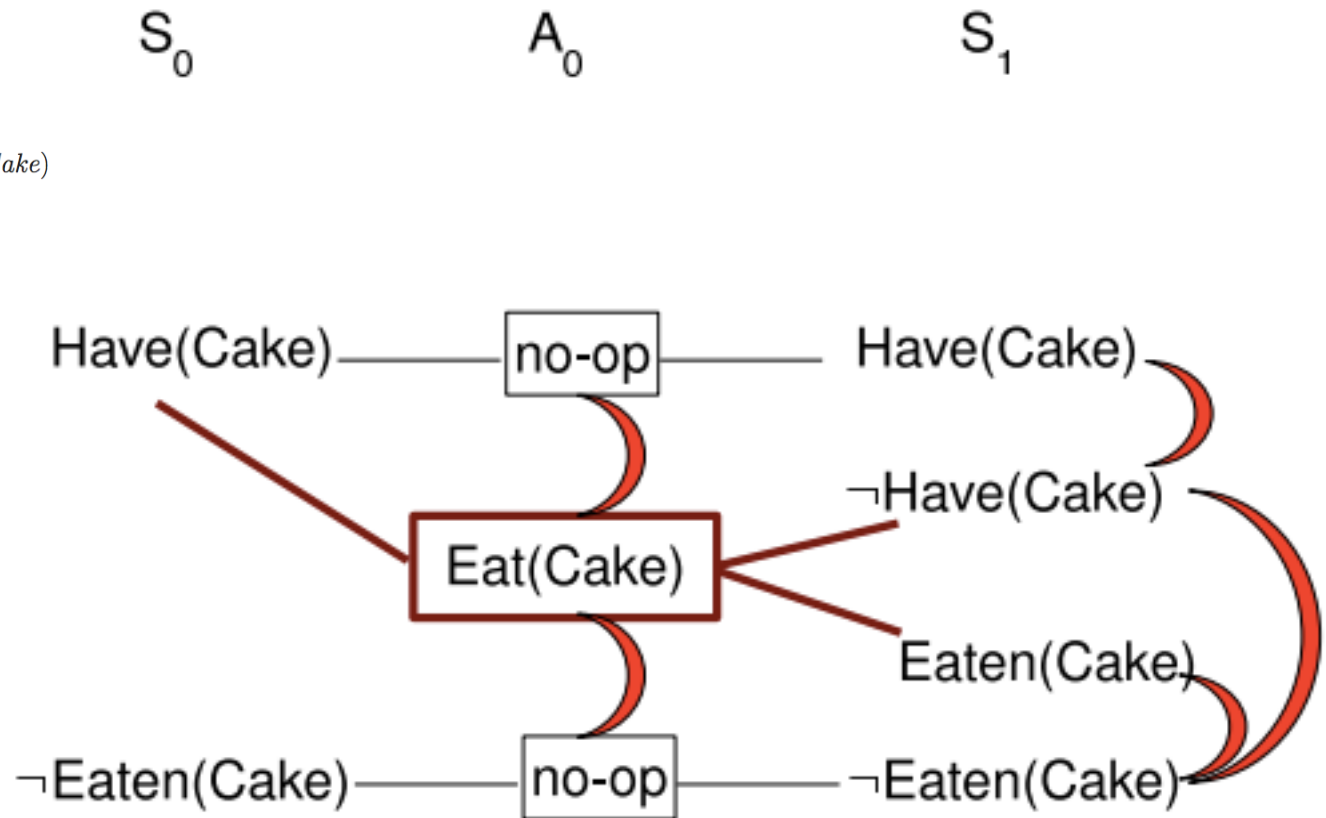 S0 A0 S1
ake)
Have(Cake) no-op Have(Cake)
¬Have(Cake)
Eat(Cake)
Eaten(Cake)
¬Eaten(Cake) no-op ¬Eaten(Cake)